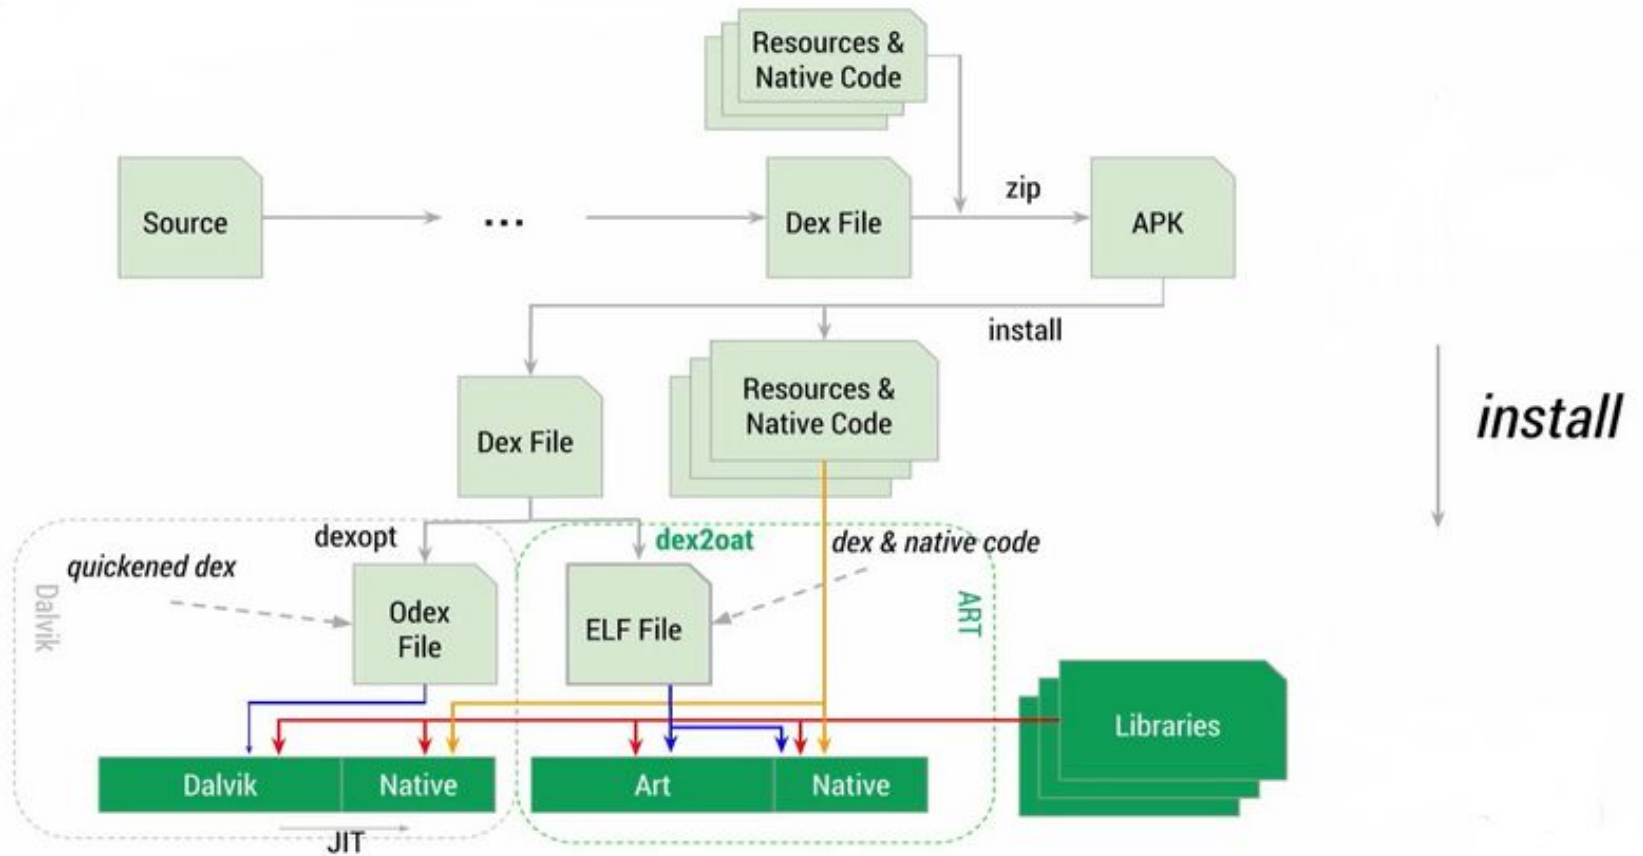 Resources &
Native Code
Source
...
Dex File
zip
APK
install
Resources &
Native Code
Dex File
install
dexopt
dex2oat
dex & native code
quickened dex
Dalvik
Odex
File
ELF File
ART
Libraries
Dalvik
Native
Art
Native
JIT